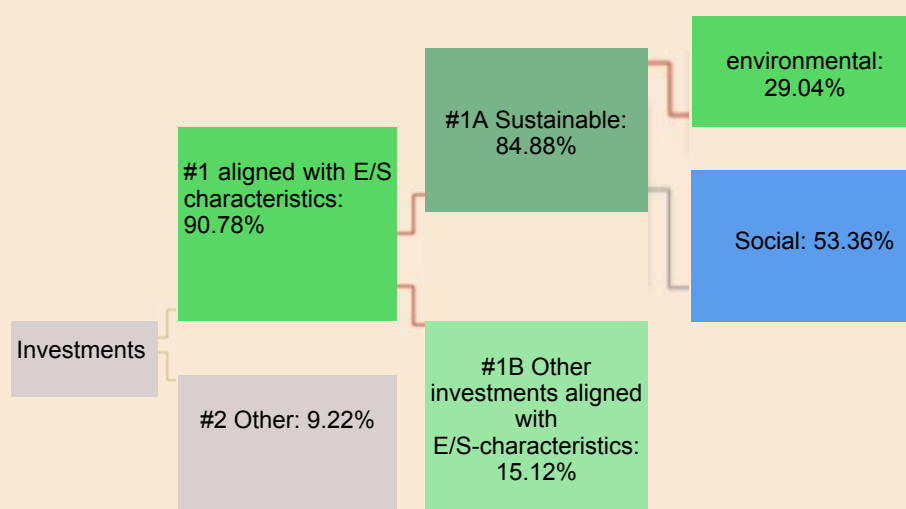 Investments
#1 aligned with E/S
characteristics:
90.78%
#2 Other: 9.22%
#1A Sustainable:
84.88%
#1B Other
investments aligned
with
E/S-characteristics:
15.12%
environmental:
29.04%
Social: 53.36%